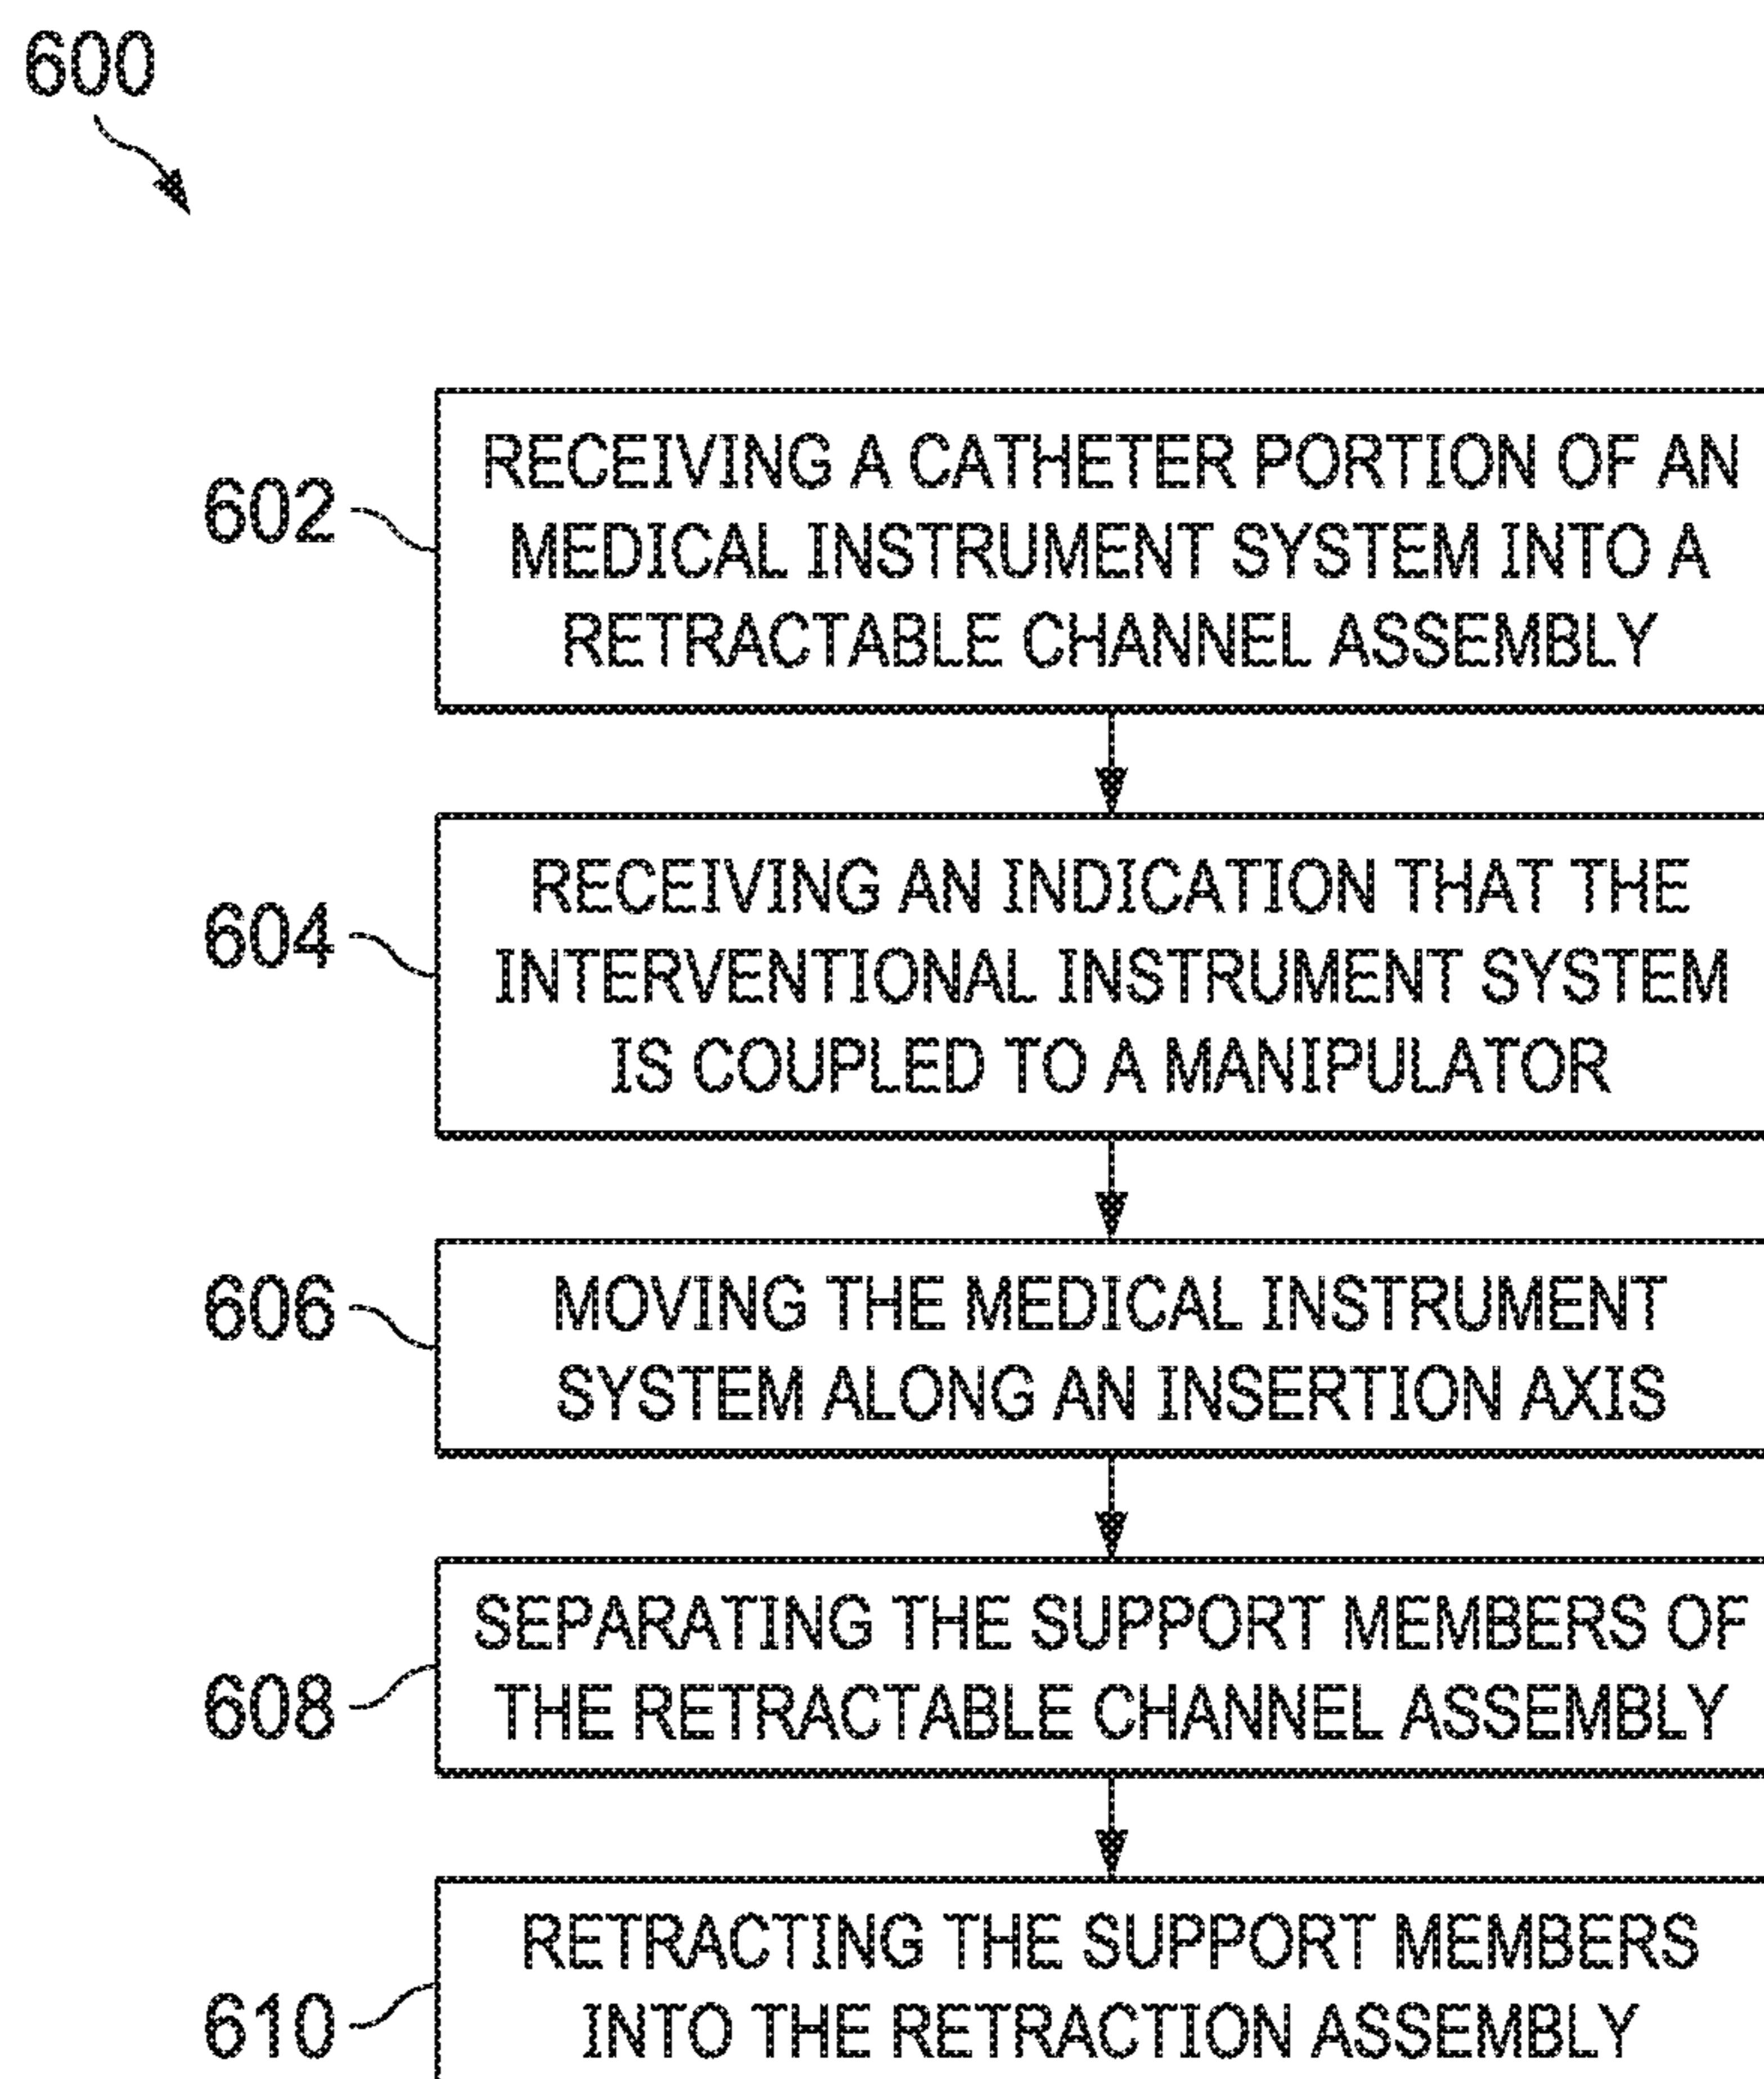 600
602
RECEIVING A CATHETER PORTION OF AN
MEDICAL INSTRUMENT SYSTEM INTO A
RETRACTABLE CHANNEL ASSEMBLY
604
RECEIVING AN INDICATION THAT THE
INTERVENTIONAL INSTRUMENT SYSTEM
IS COUPLED TO A MANIPULATOR
606
MOVING THE MEDICAL INSTRUMENT
SYSTEM ALONG AN INSERTION AXIS
608
SEPARATING THE SUPPORT MEMBERS OF
THE RETRACTABLE CHANNEL ASSEMBLY
610
RETRACTING THE SUPPORT MEMBERS
INTO THE RETRACTION ASSEMBLY